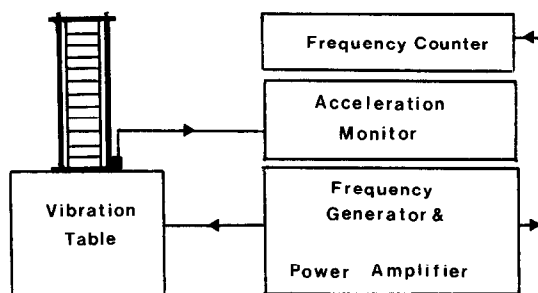 Frequency Counter
Acceleration
Monitor
Vibration
Table
Frequency
Generator &
Power Amplifier